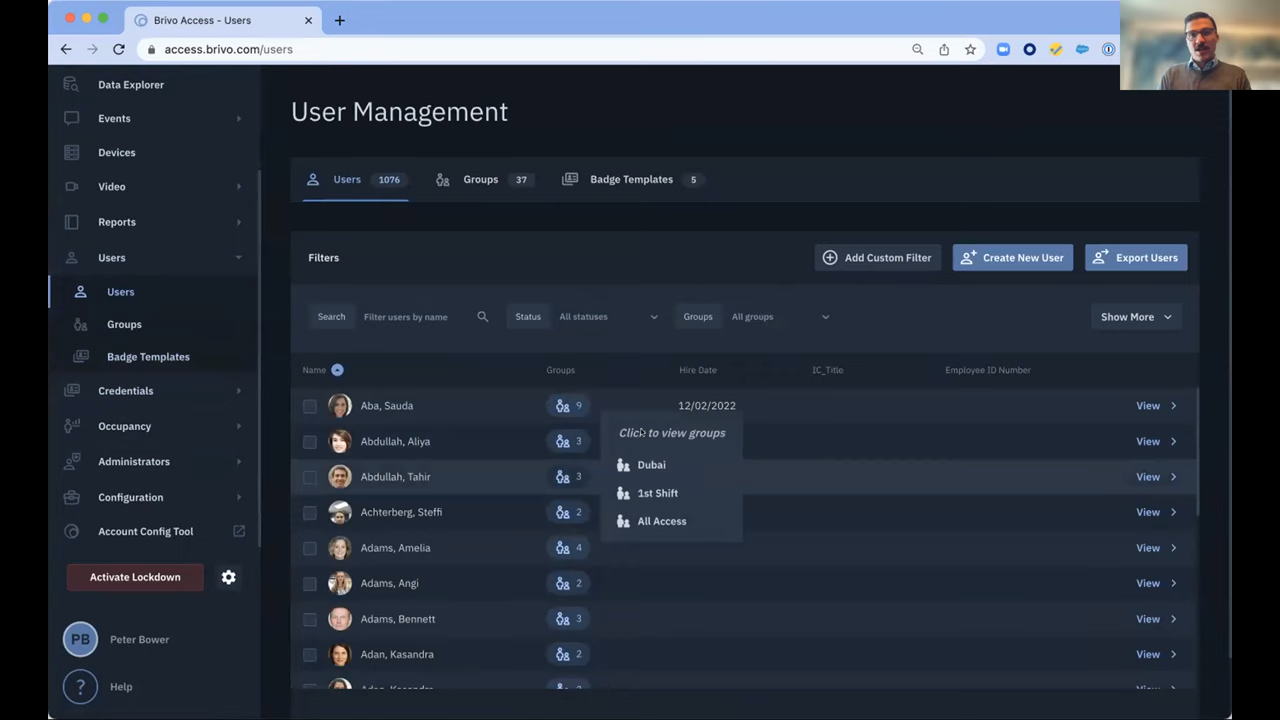 Brivo Access - Users
access.brivo.com/users
Data Explorer
Events
Devices
Video
Reports
Users
Users
Groups
Badge Templates
Credentials
Occupancy
Administrators
Configuration
Account Config Tool
Activate Lockdown
PB Peter Bower
? Help
User Management
Users 1076 Groups 37 Badge Templates 5
Filters Add Custom Filter Create New User Export Users
Search Filter users by name Status All statuses Groups All groups Show More
Name Groups Hire Date IC_Title Employee ID Number
Aba, Sauda 9 12/02/2022 View
Abdullah, Aliya 3 View
Abdullah, Tahir 3 View
Achterberg, Steffi 2 View
Adams, Amelia 4 View
Adams, Angi 2 View
Adams, Bennett 3 View
Adan, Kasandra 2 View
Click to view groups
Dubai
1st Shift
All Access